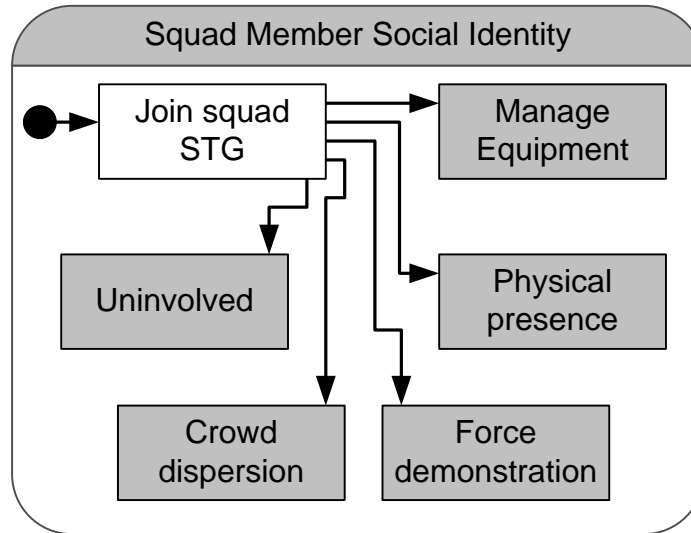 Squad Member Social Identity
Join squad
STG
Manage
Equipment
Uninvolved
Physical
presence
Crowd
dispersion
Force
demonstration